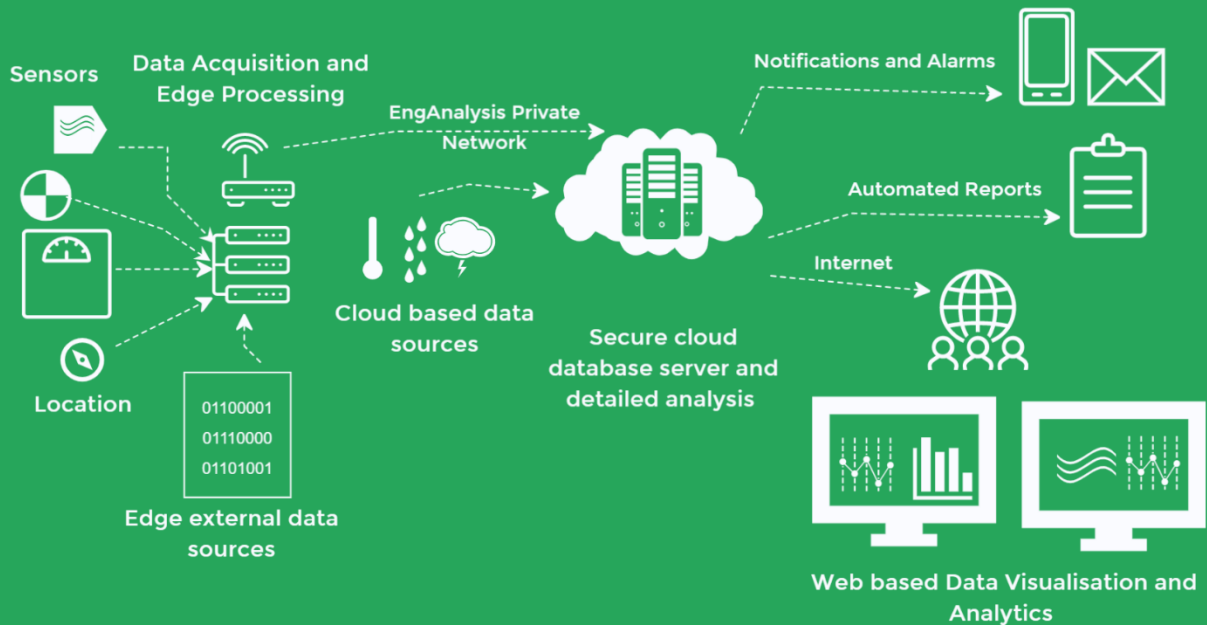 Sensors
Data Acquisition and
Edge Processing
EngAnalysis Private
Network
Notifications and Alarms
Automated Reports
Internet
Cloud based data
sources
Secure cloud
database server and
detailed analysis
Location
01100001
01110000
01101001
Edge external data
sources
Web based Data Visualisation and
Analytics